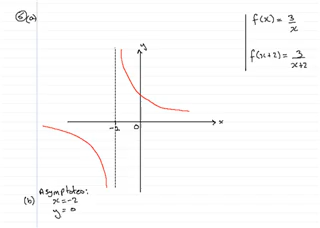 ⑤(a)
f(x) = 3/x
f(x+2) = 3/(x+2)
y
x
-2
0
Asymptotes:
(b) x = -2
y = 0